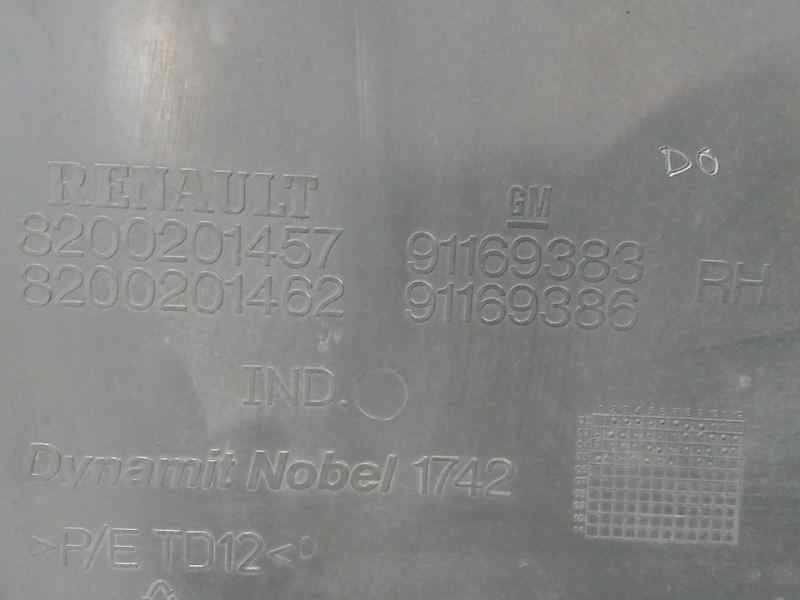 DO
RENAULT
8200201457
8200201462
GM
91169383
91169386
RH
IND.
Dynamit Nobel 1742
>P/E TD12<